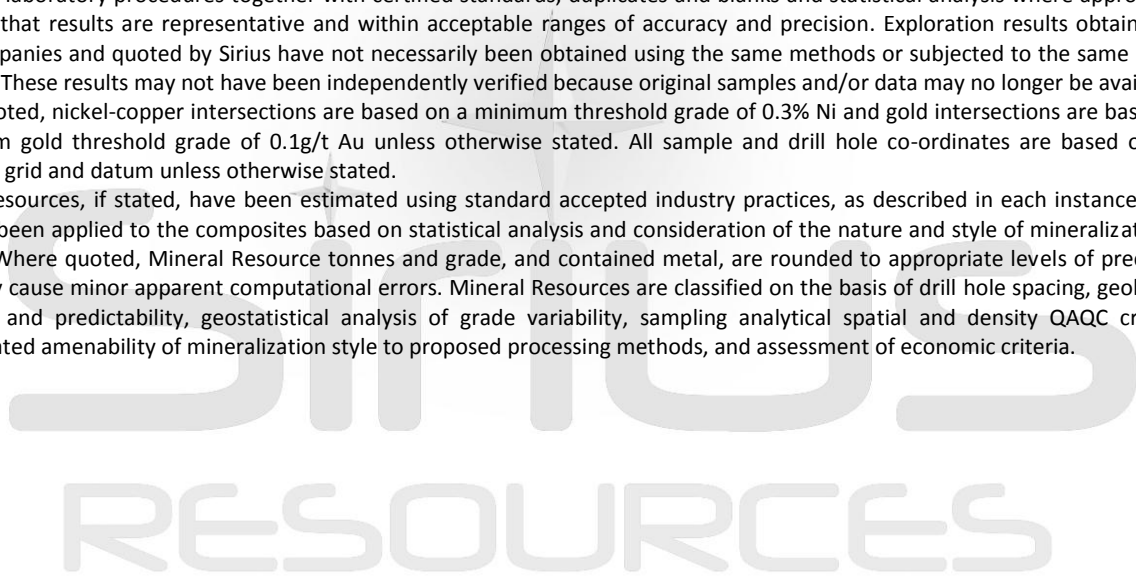 laboratory procedures together with certified standards, duplicates and blanks and statistical analysis where appro
that results are representative and within acceptable ranges of accuracy and precision. Exploration results obtain
panies and quoted by Sirius have not necessarily been obtained using the same methods or subjected to the same
These results may not have been independently verified because original samples and/or data may no longer be avai
oted, nickel-copper intersections are based on a minimum threshold grade of 0.3% Ni and gold intersections are bas
m gold threshold grade of 0.1g/t Au unless otherwise stated. All sample and drill hole co-ordinates are based o
grid and datum unless otherwise stated.
esources, if stated, have been estimated using standard accepted industry practices, as described in each instance
been applied to the composites based on statistical analysis and consideration of the nature and style of mineralizat
Where quoted, Mineral Resource tonnes and grade, and contained metal, are rounded to appropriate levels of pred
y cause minor apparent computational errors. Mineral Resources are classified on the basis of drill hole spacing, geol
and predictability, geostatistical analysis of grade variability, sampling analytical spatial and density QAQC cr
ated amenability of mineralization style to proposed processing methods, and assessment of economic criteria.
Sirius
RESOURCES